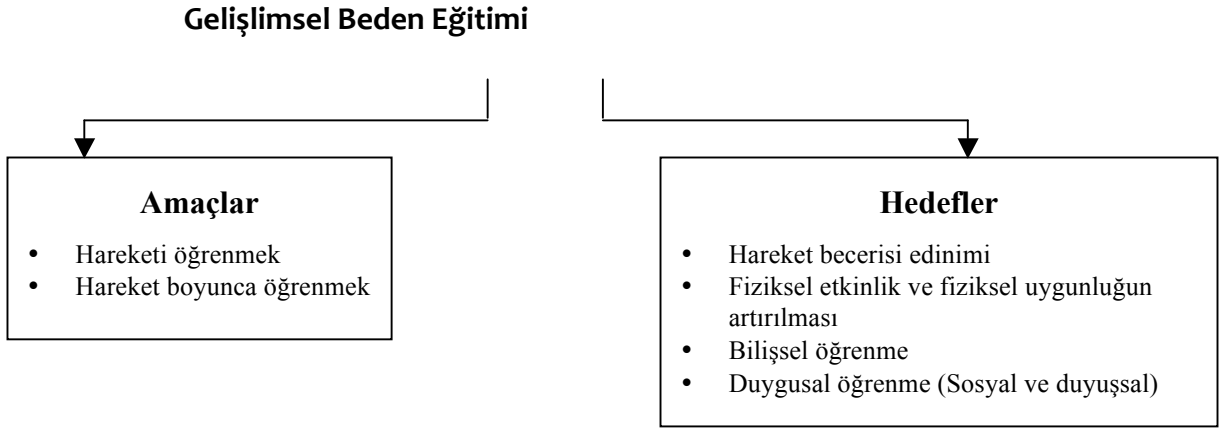 Gelişlimsel Beden Eğitimi
Amaçlar
• Hareketi öğrenmek
• Hareket boyunca öğrenmek
Hedefler
• Hareket becerisi edinimi
• Fiziksel etkinlik ve fiziksel uygunluğun
artırılması
• Bilişsel öğrenme
• Duygusal öğrenme (Sosyal ve duyuşsal)